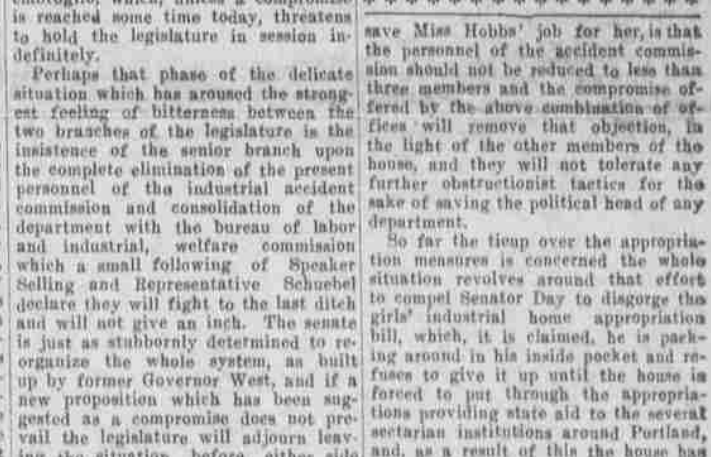 is reached some time today, threatens
to hold the legislature in session in-
definitely.
Perhaps that phase of the delicate
situation which has aroused the strong-
est feeling of bitterness between the
two branches of the legislature is the
insistence of the senior branch upon
the complete elimination of the present
personnel of the industrial accident
commission and consolidation of the
department with the bureau of labor
and industrial, welfare commission
which a small following of Speaker
Selling and Representative Schuebel
declare they will fight to the last ditch
and will not give an inch. The senate
is just as stubbornly determined to re-
organize the whole system, as built
up by former Governor West, and if a
new proposition which has been sug-
gested as a compromise does not pre-
vail the legislature will adjourn leav-
ing the situation before either side
save Miss Hobbs' job for her, is that
the personnel of the accident commis-
sion should not be reduced to less than
three members and the compromise of-
fered by the above combination of of-
fices will remove that objection, in
the light of the other members of the
house, and they will not tolerate any
further obstructionist tactics for the
sake of saving the political head of any
department.
So far the tieup over the appropria-
tion measures is concerned the whole
situation revolves around that effort
to compel Senator Day to disgorge the
girls' industrial home appropriation
bill, which, it is claimed, he is pack-
ing around in his inside pocket and re-
fuses to give it up until the house is
forced to put through the appropria-
tions providing state aid to the several
sectarian institutions around Portland,
and, as a result of this the house has